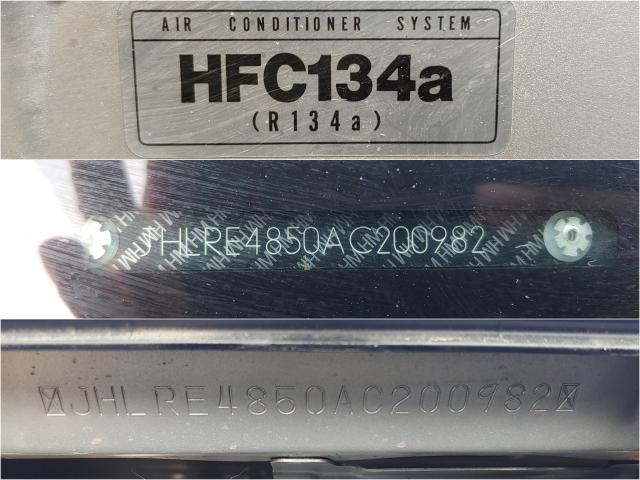 AIR CONDITIONER SYSTEM
HFC134a
(R134a)
JHLRE4850AC200982
JHLRE4850AC200982